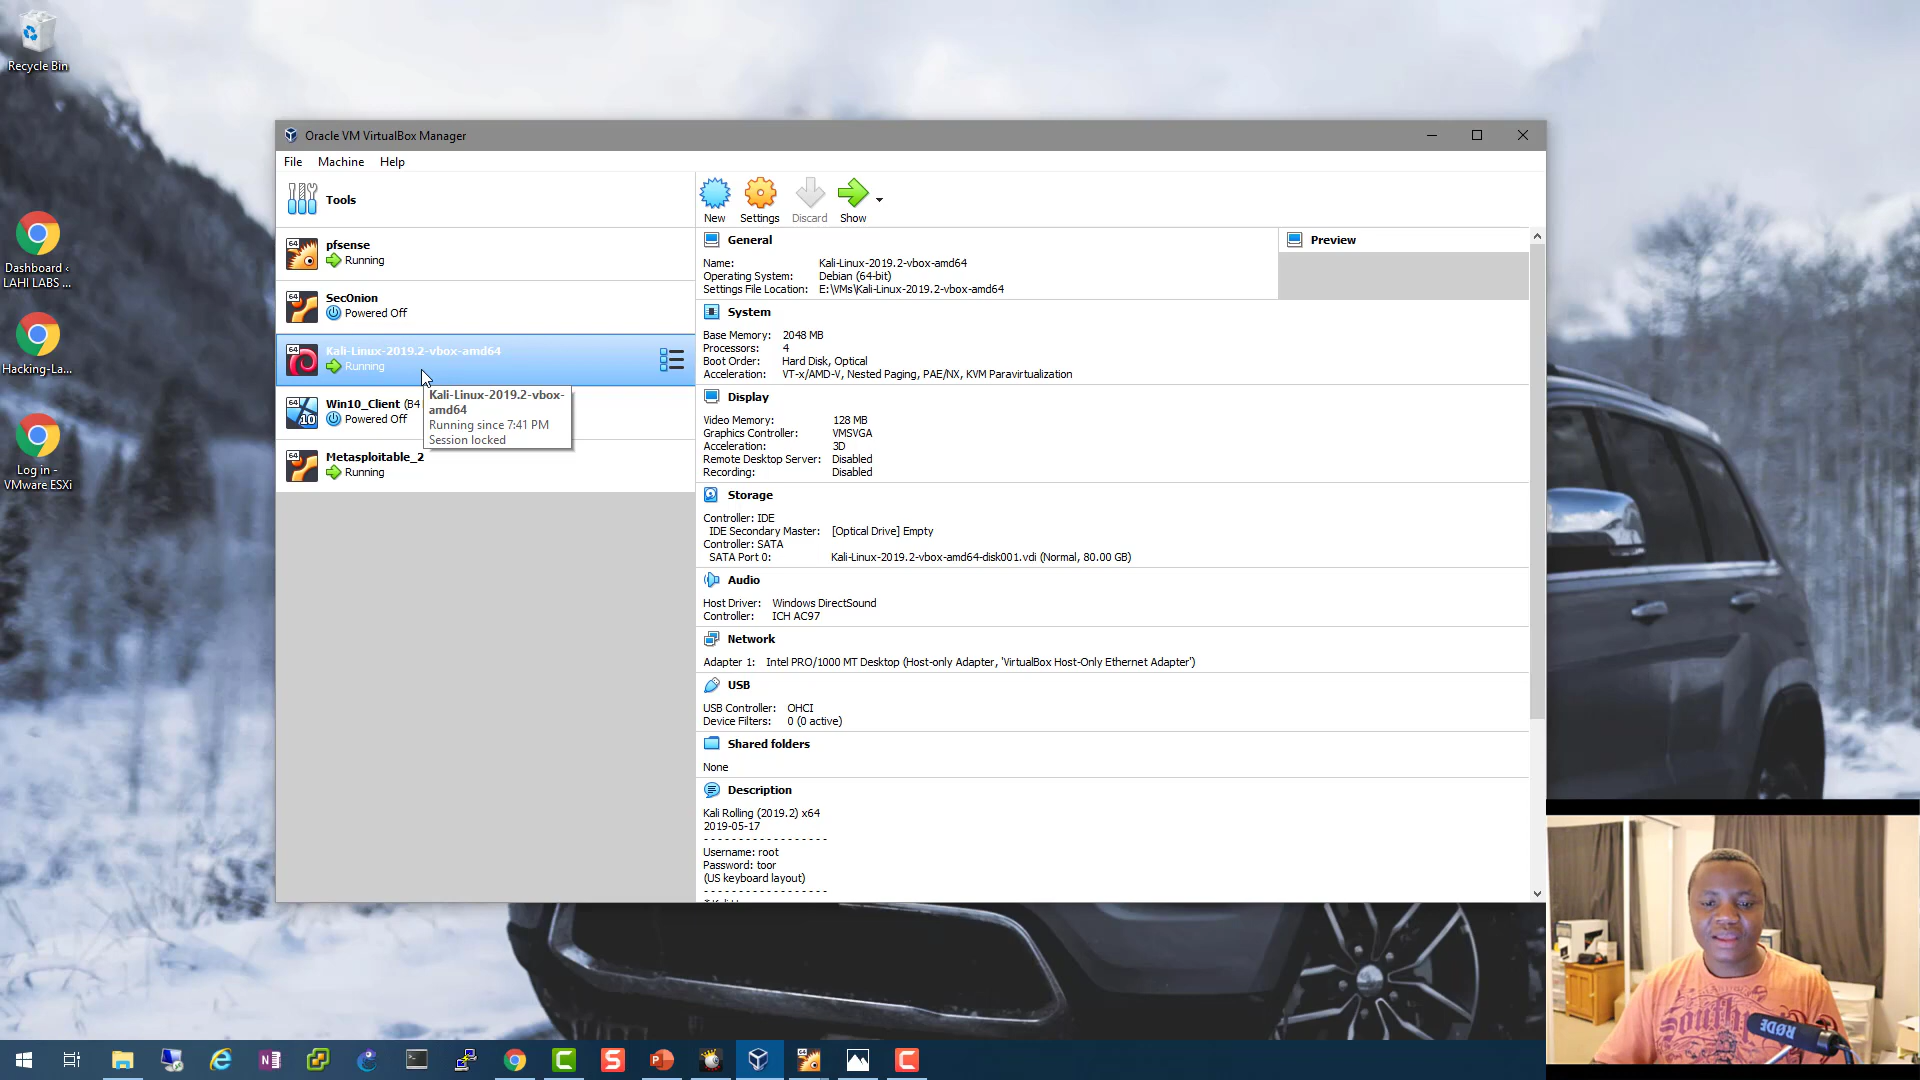 Recycle Bin
Dashboard ‹
LAHI LABS ...
Hacking-La...
Log in -
VMware ESXi
Oracle VM VirtualBox Manager
File Machine Help
Tools
64 pfsense
Running
64 SecOnion
Powered Off
64 Kali-Linux-2019.2-vbox-amd64
Running
64 Win10_Client (B4
10 Powered Off
64 Metasploitable_2
Running
Kali-Linux-2019.2-vbox-
amd64
Running since 7:41 PM
Session locked
New Settings Discard Show
General
Name: Kali-Linux-2019.2-vbox-amd64
Operating System: Debian (64-bit)
Settings File Location: E:\VMs\Kali-Linux-2019.2-vbox-amd64
Preview
System
Base Memory: 2048 MB
Processors: 4
Boot Order: Hard Disk, Optical
Acceleration: VT-x/AMD-V, Nested Paging, PAE/NX, KVM Paravirtualization
Display
Video Memory: 128 MB
Graphics Controller: VMSVGA
Acceleration: 3D
Remote Desktop Server: Disabled
Recording: Disabled
Storage
Controller: IDE
IDE Secondary Master: [Optical Drive] Empty
Controller: SATA
SATA Port 0: Kali-Linux-2019.2-vbox-amd64-disk001.vdi (Normal, 80.00 GB)
Audio
Host Driver: Windows DirectSound
Controller: ICH AC97
Network
Adapter 1: Intel PRO/1000 MT Desktop (Host-only Adapter, 'VirtualBox Host-Only Ethernet Adapter')
USB
USB Controller: OHCI
Device Filters: 0 (0 active)
Shared folders
None
Description
Kali Rolling (2019.2) x64
2019-05-17
- - - - - - - - - - - - - - - - - -
Username: root
Password: toor
(US keyboard layout)
- - - - - - - - - - - - - - - - - -
RØDE